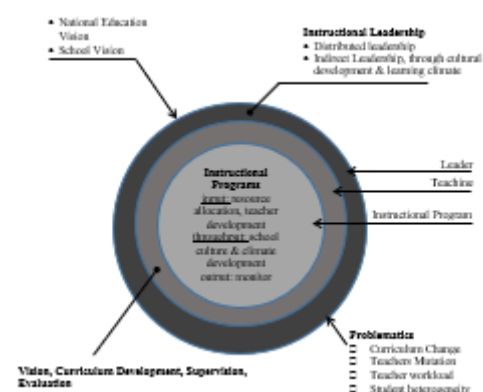 • National Education
Vision
• School Vision
Instructional Leadership
• Distributed leadership
• Indirect Leadership, through cultural
development & learning climate
Instructional
Programs
input: resource
allocation, teacher
development
throughput: school
culture & climate
development
output: monitor
Leader
Teaching
Instructional Program
Vision, Curriculum Development, Supervision,
Evaluation
Problematics
☐ Curriculum Change
☐ Teachers Mutation
☐ Teacher workload
☐ Student heterogeneity